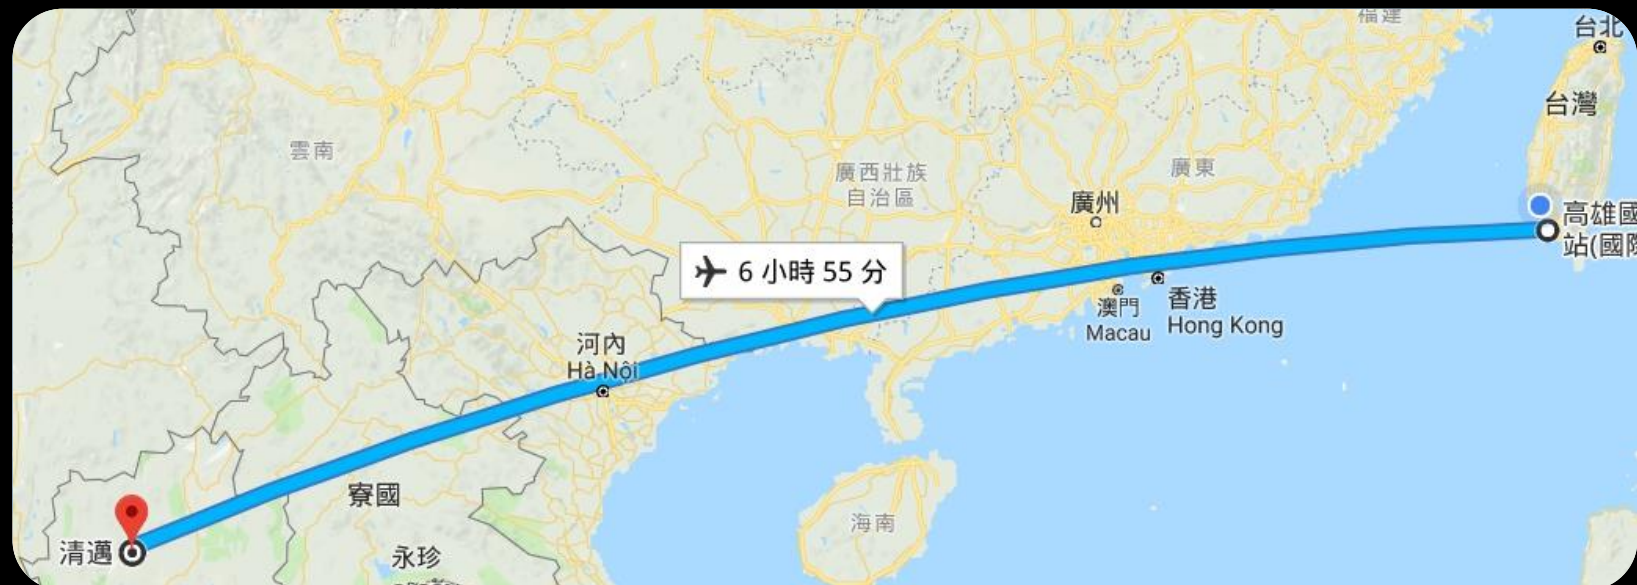 福建
台北
台灣
雲南
廣西壯族
自治區
廣東
廣州
高雄國
站(國際
6 小時 55 分
澳門
Macau
香港
Hong Kong
河內
Hà Nội
寮國
海南
清邁
永珍